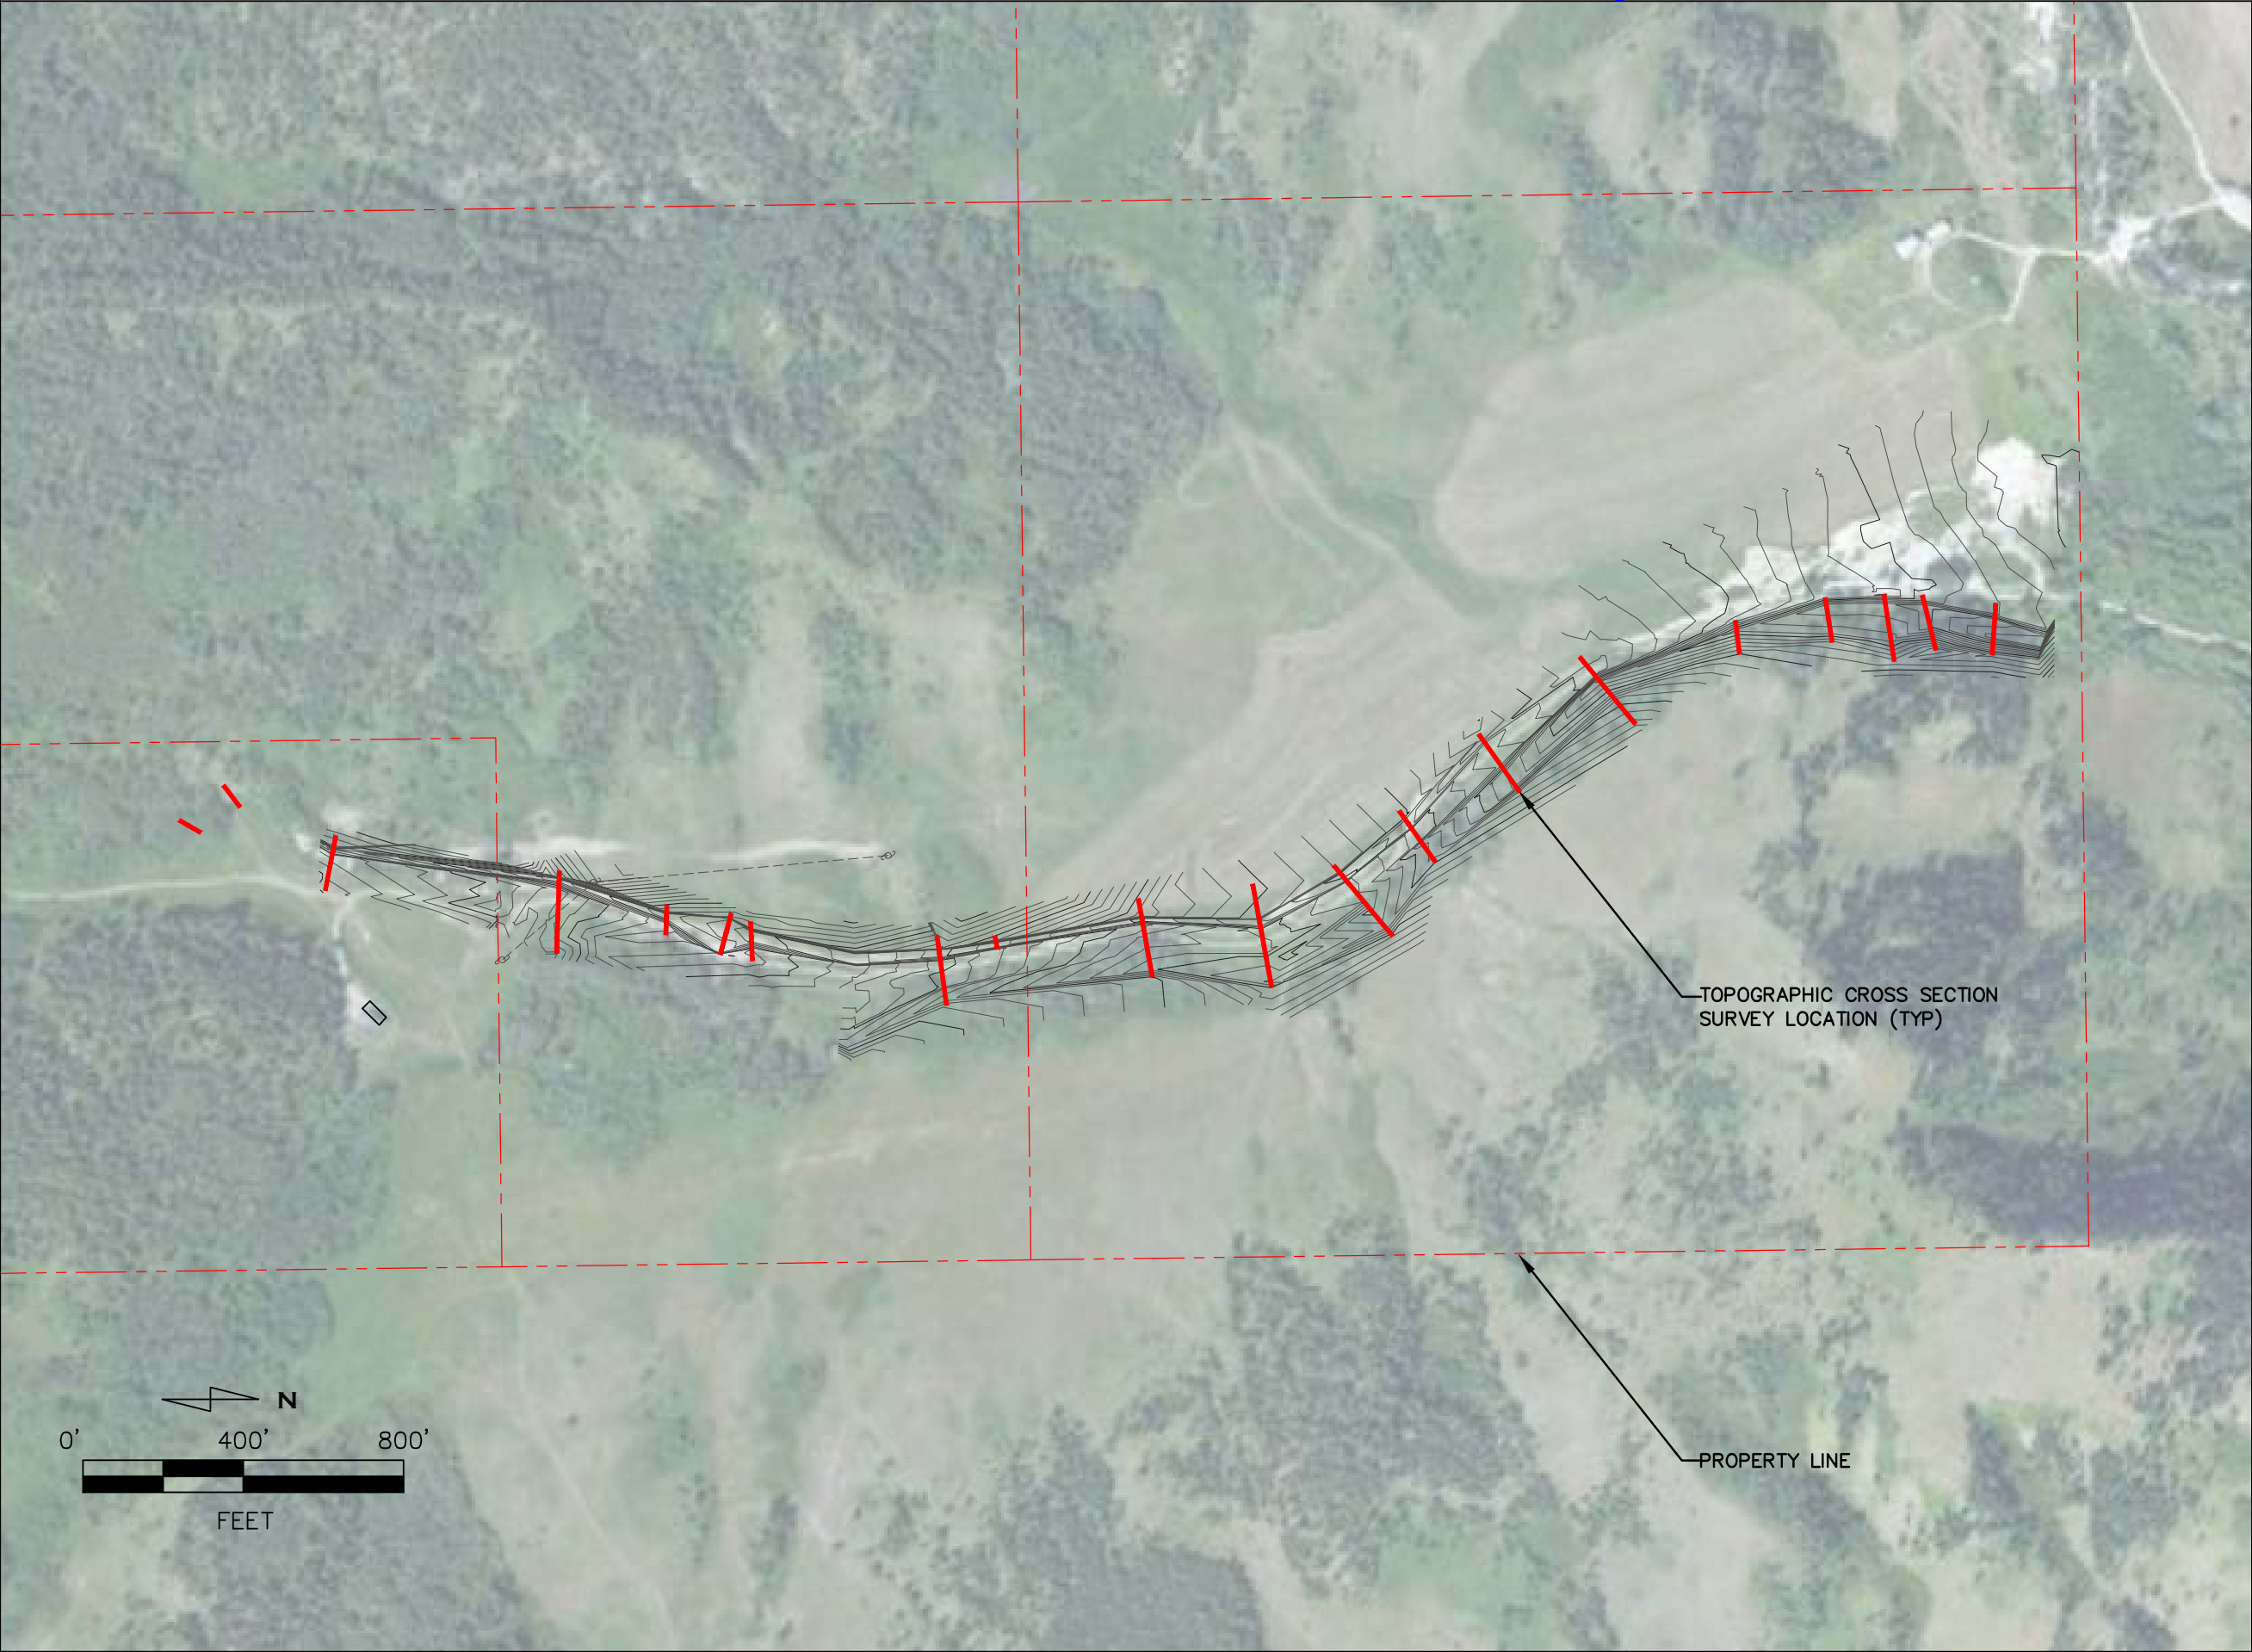 TOPOGRAPHIC CROSS SECTION
SURVEY LOCATION (TYP)
N
0' 400' 800'
FEET
PROPERTY LINE